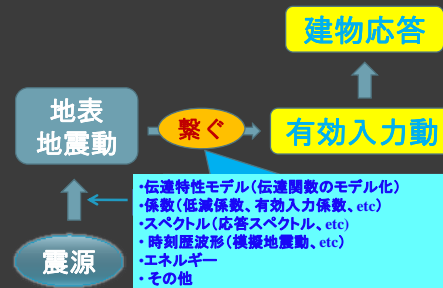 建物応答
地表
地震動
繋ぐ
有効入力動
・伝達特性モデル(伝達関数のモデル化)
・係数(低減係数、有効入力係数、etc)
・スペクトル(応答スペクトル、etc)
・時刻歴波形(模擬地震動、etc)
・エネルギー
・その他
震源